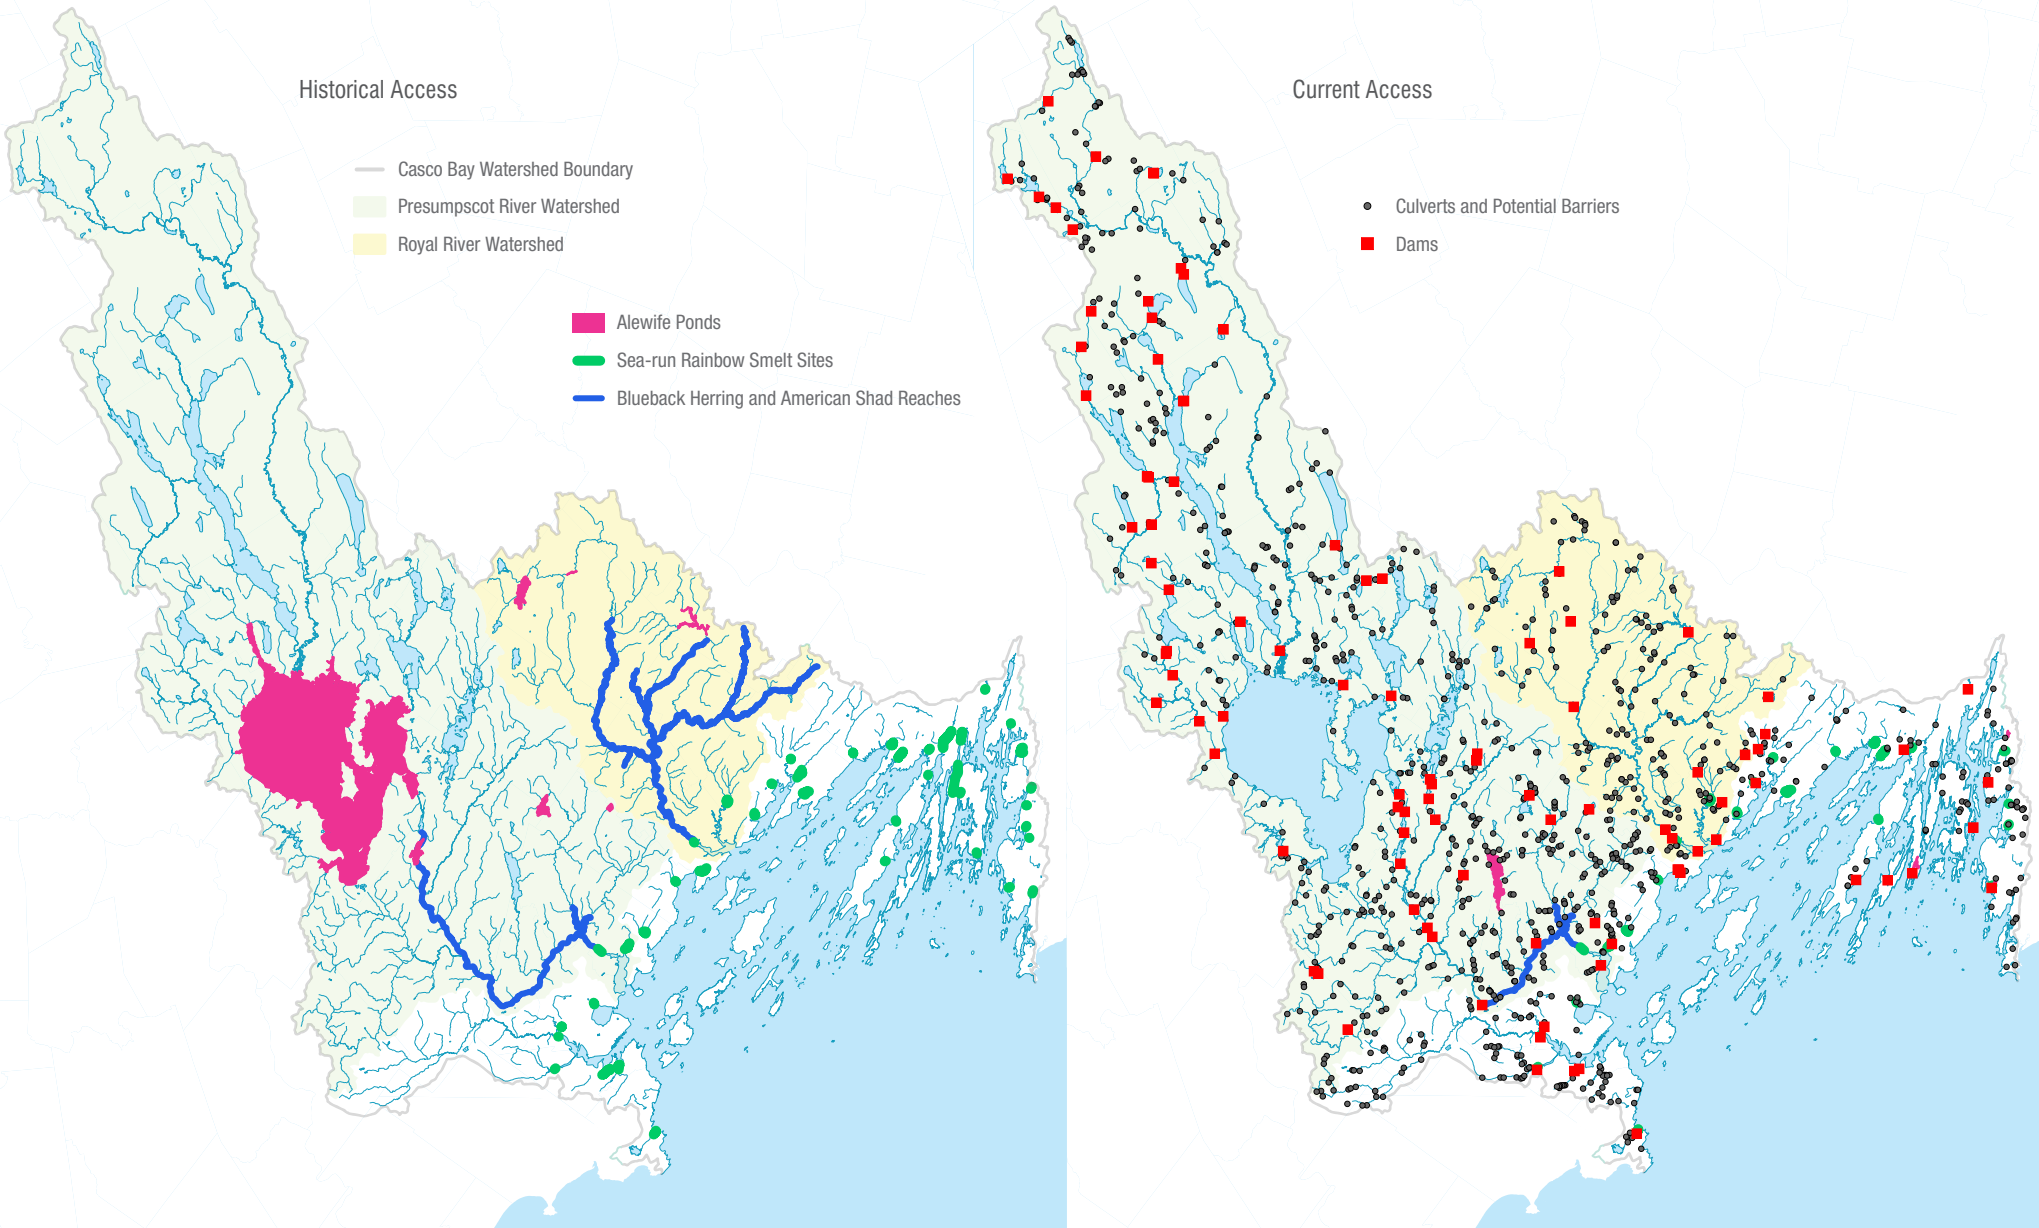 Historical Access
Casco Bay Watershed Boundary
Presumpscot River Watershed
Royal River Watershed
Alewife Ponds
Sea-run Rainbow Smelt Sites
Blueback Herring and American Shad Reaches
Current Access
Culverts and Potential Barriers
Dams